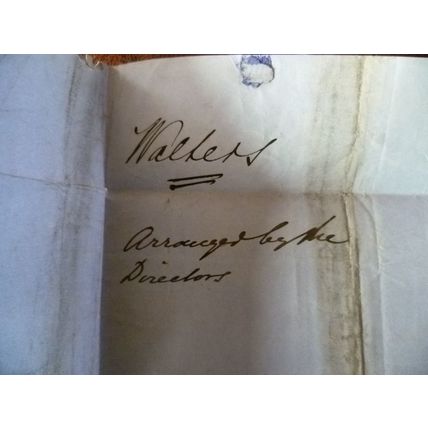 Walters
Arranged by the
Directors